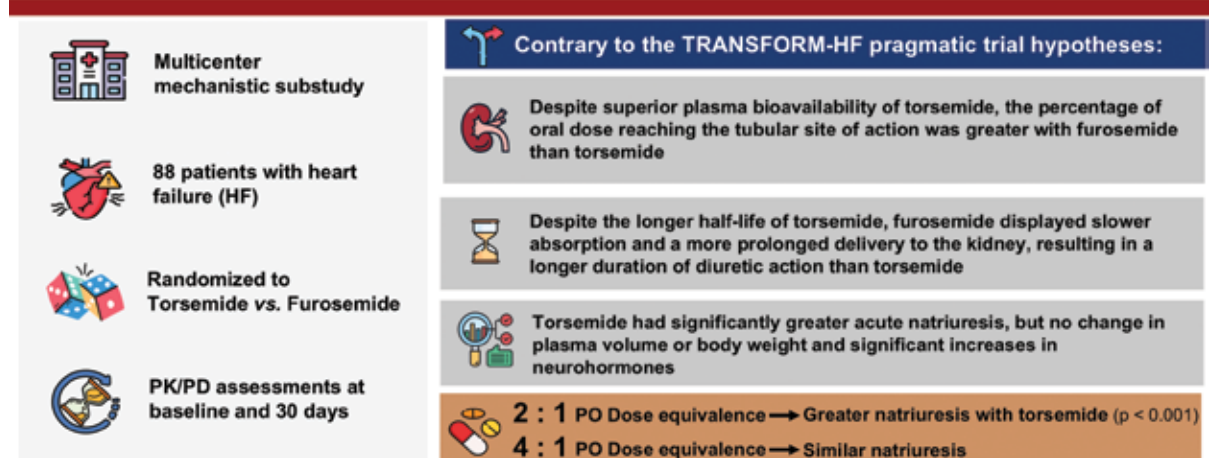 Multicenter
mechanistic substudy
88 patients with heart
failure (HF)
Randomized to
Torsemide vs. Furosemide
PK/PD assessments at
baseline and 30 days
Contrary to the TRANSFORM-HF pragmatic trial hypotheses:
Despite superior plasma bioavailability of torsemide, the percentage of
oral dose reaching the tubular site of action was greater with furosemide
than torsemide
Despite the longer half-life of torsemide, furosemide displayed slower
absorption and a more prolonged delivery to the kidney, resulting in a
longer duration of diuretic action than torsemide
Torsemide had significantly greater acute natriuresis, but no change in
plasma volume or body weight and significant increases in
neurohormones
2 : 1 PO Dose equivalence → Greater natriuresis with torsemide (p < 0.001)
4 : 1 PO Dose equivalence → Similar natriuresis